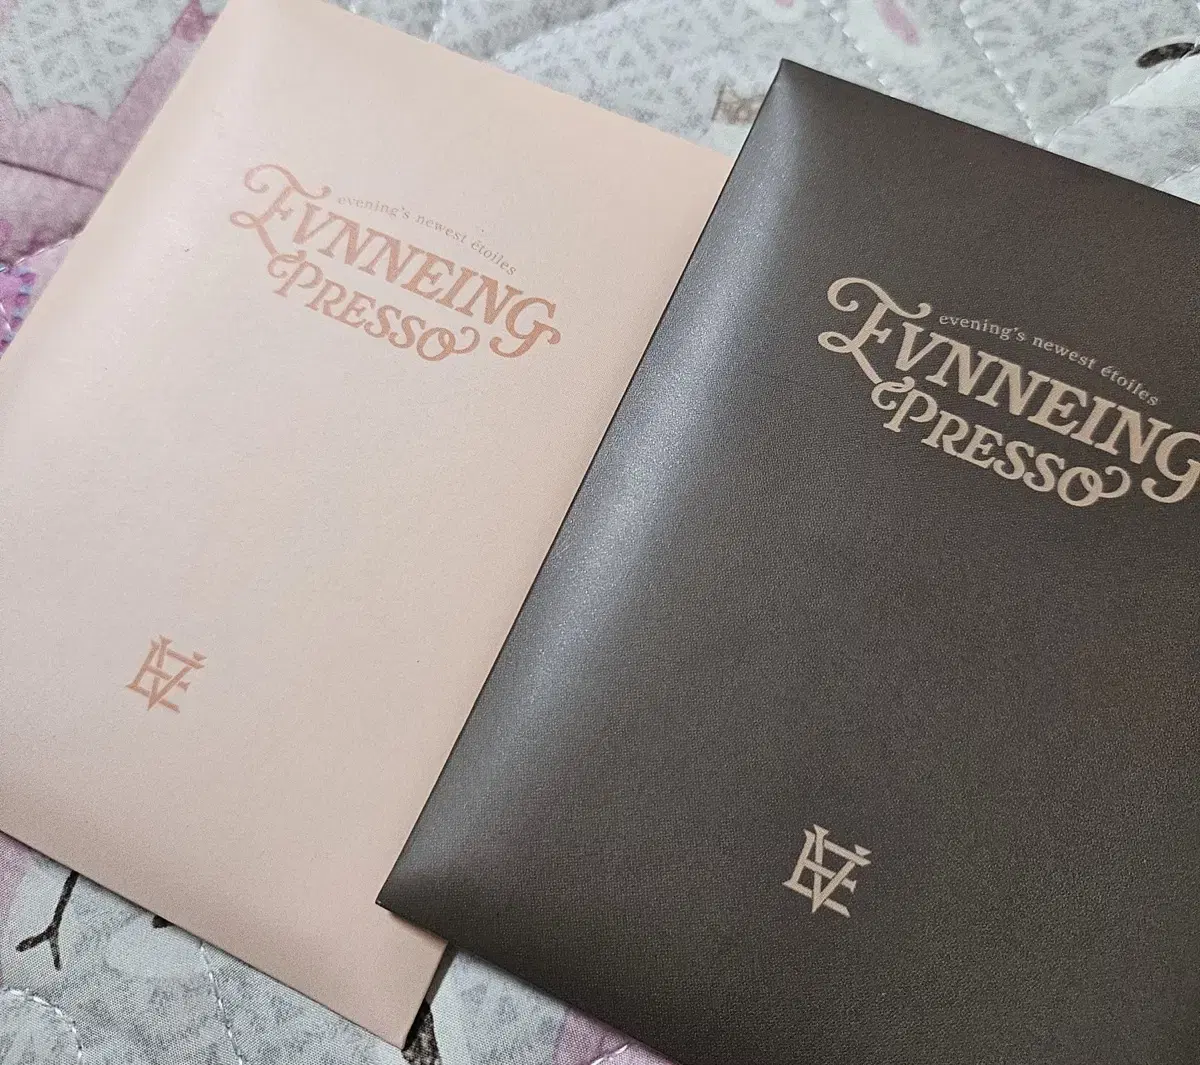 evening's newest étoiles
EVNNEING
PRESSO
evening's newest étoiles
EVNNEING
PRESSO